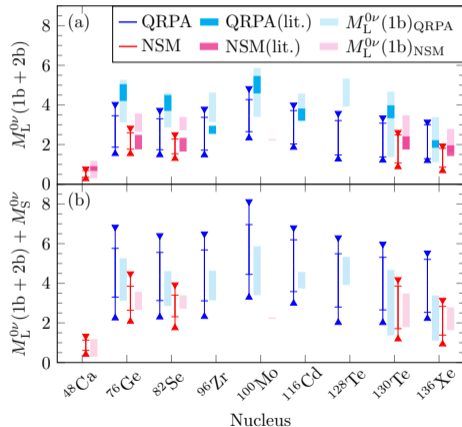 QRPA QRPA(lit.) M_L^{0ν}(1b)_{QRPA}
NSM NSM(lit.) M_L^{0ν}(1b)_{NSM}
(a)
8
6
4
2
0
M_L^{0ν}(1b + 2b)
(b)
8
6
4
2
0
M_L^{0ν}(1b + 2b) + M_S^{0ν}
⁴⁸Ca ⁷⁶Ge ⁸²Se ⁹⁶Zr ¹⁰⁰Mo ¹¹⁶Cd ¹²⁸Te ¹³⁰Te ¹³⁶Xe
Nucleus